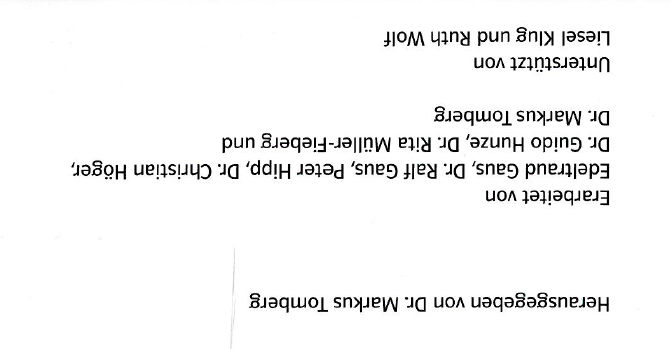 Herausgegeben von Dr. Markus Tomberg
Erarbeitet von
Edeltraud Gaus, Dr. Ralf Gaus, Peter Hipp, Dr. Christian Höger,
Dr. Guido Hunze, Dr. Rita Müller-Fieberg und
Dr. Markus Tomberg
Unterstützt von
Liesel Klug und Ruth Wolf